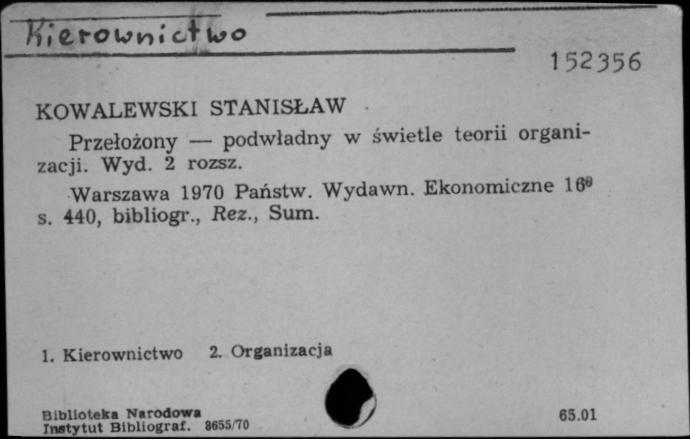 Kierownictwo
152356
KOWALEWSKI STANISŁAW
Przełożony — podwładny w świetle teorii organi-
zacji. Wyd. 2 rozsz.
Warszawa 1970 Państw. Wydawn. Ekonomiczne 16⁰
s. 440, bibliogr., Rez., Sum.
1. Kierownictwo 2. Organizacja
Biblioteka Narodowa
Instytut Bibliograf. 8655/70
65.01